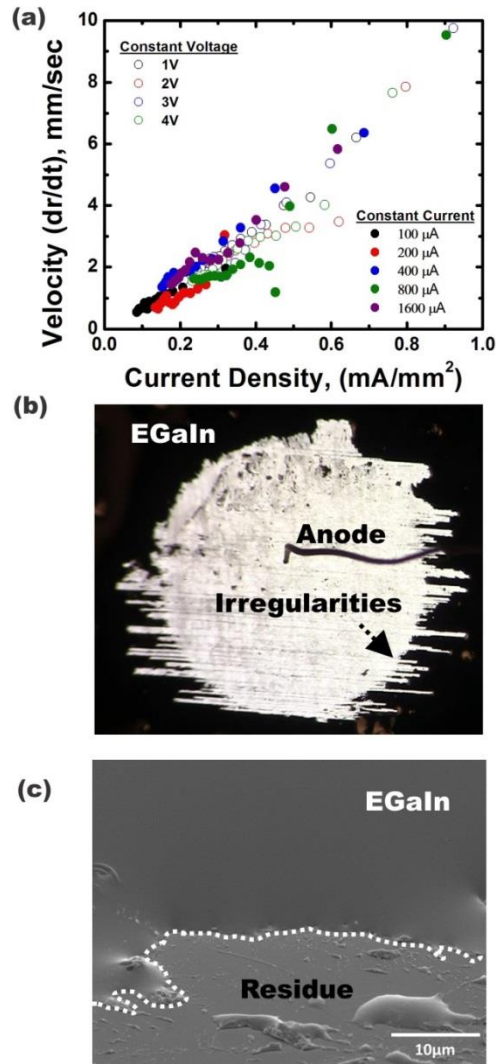 (a)
10
8
6
4
2
0
Velocity (dr/dt), mm/sec
Constant Voltage
1V
2V
3V
4V
Constant Current
100 μA
200 μA
400 μA
800 μA
1600 μA
0.0 0.2 0.4 0.6 0.8 1.0
Current Density, (mA/mm²)
(b)
EGaIn
Anode
Irregularities
(c)
EGaIn
Residue
10µm